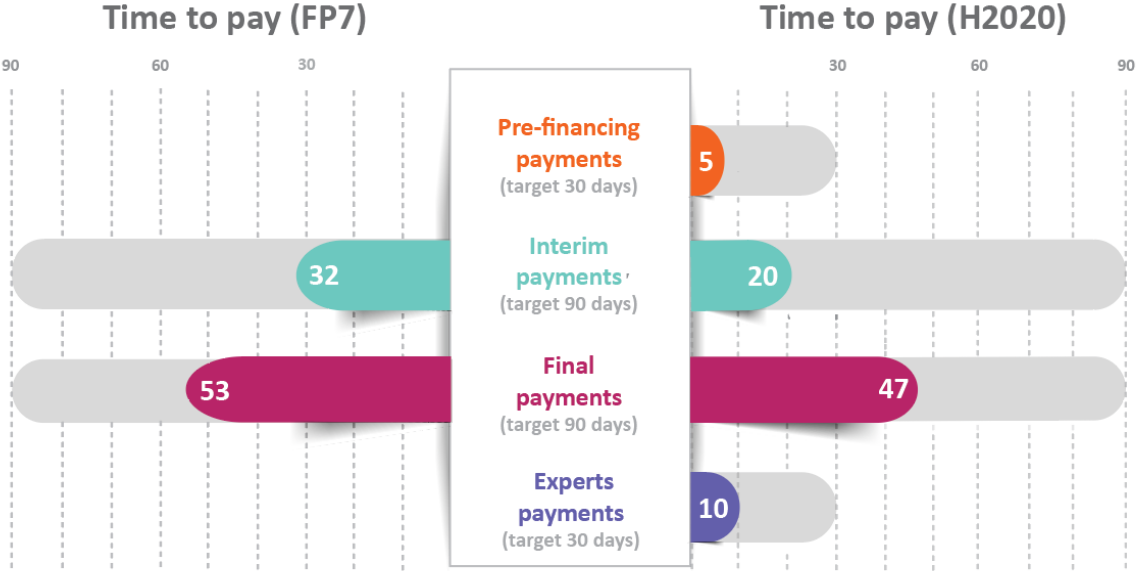 Time to pay (FP7)
Time to pay (H2020)
90 60 30
30 60 90
Pre-financing
payments
(target 30 days)
5
Interim
payments
(target 90 days)
32
20
Final
payments
(target 90 days)
53
47
Experts
payments
(target 30 days)
10